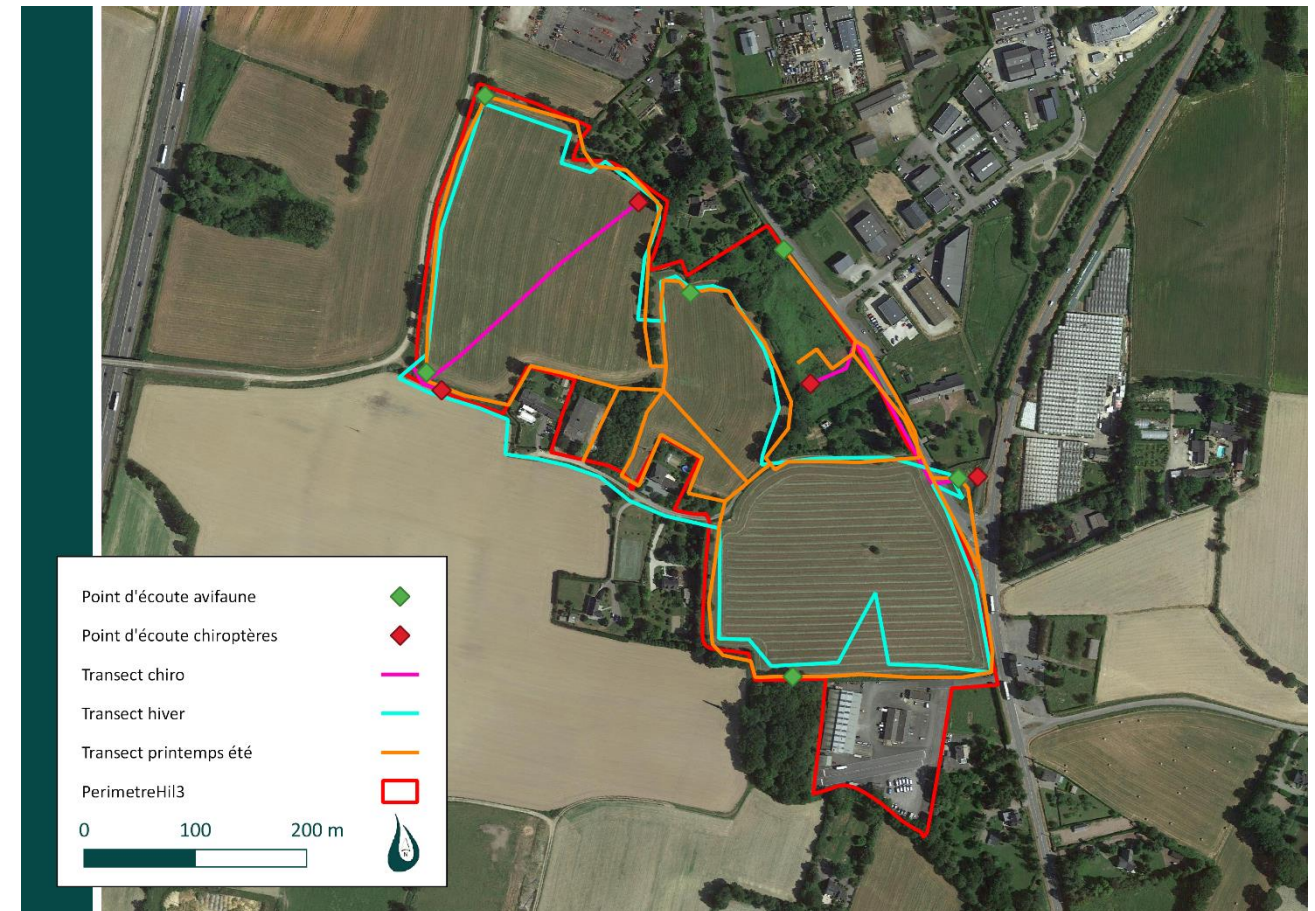 Point d'écoute avifaune
Point d'écoute chiroptères
Transect chiro
Transect hiver
Transect printemps été
PerimetreHil3
0 100 200 m